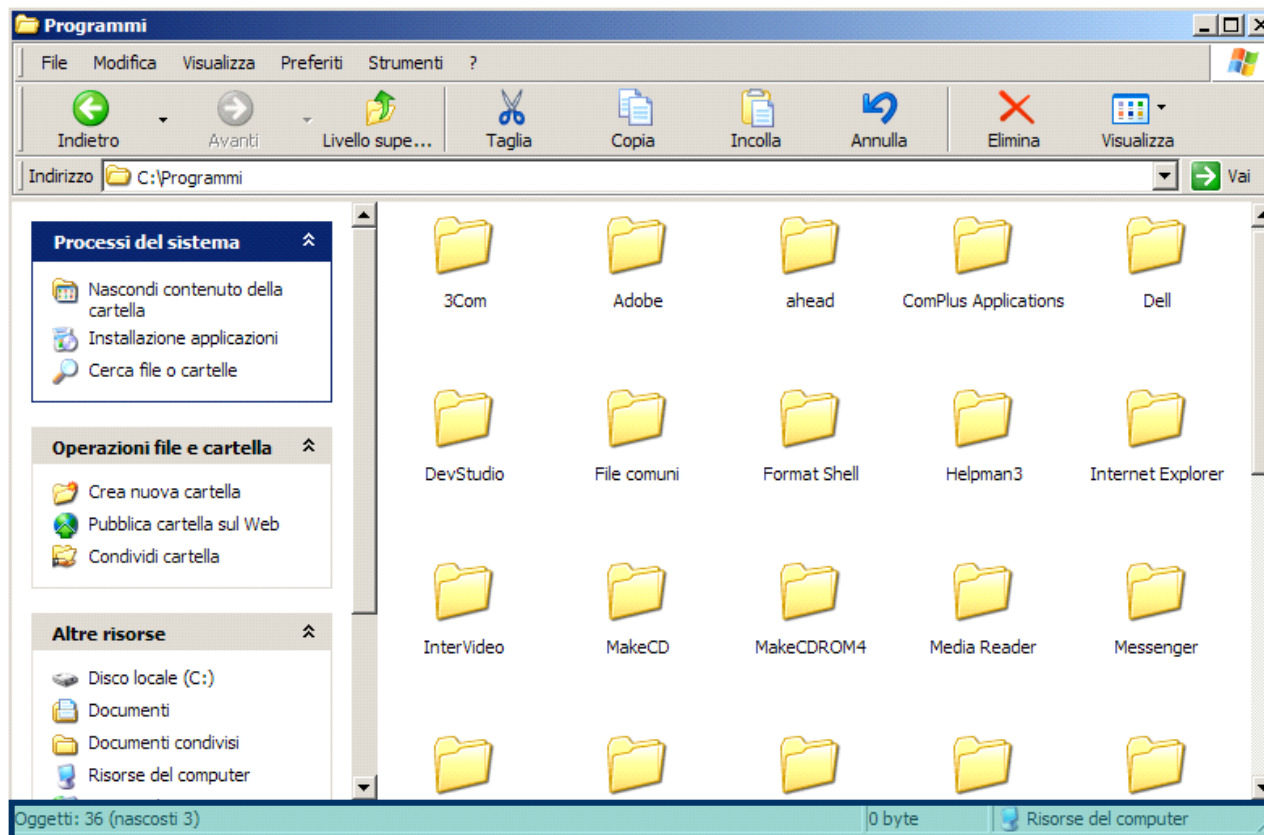 Programmi
File Modifica Visualizza Preferiti Strumenti ?
Indietro Avanti Livello supe... Taglia Copia Incolla Annulla Elimina Visualizza
Indirizzo C:\Programmi Vai
Processi del sistema
Nascondi contenuto della
cartella
Installazione applicazioni
Cerca file o cartelle
Operazioni file e cartella
Crea nuova cartella
Pubblica cartella sul Web
Condividi cartella
Altre risorse
Disco locale (C:)
Documenti
Documenti condivisi
Risorse del computer
3Com Adobe ahead ComPlus Applications Dell
DevStudio File comuni Format Shell Helpman3 Internet Explorer
InterVideo MakeCD MakeCDROM4 Media Reader Messenger
Oggetti: 36 (nascosti 3) 0 byte Risorse del computer